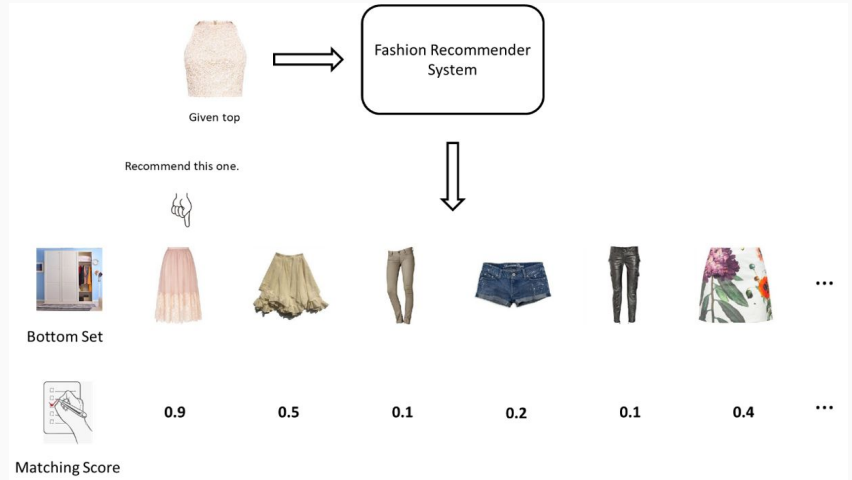 Fashion Recommender
System
Given top
Recommend this one.
...
Bottom Set
0.9 0.5 0.1 0.2 0.1 0.4 ...
Matching Score